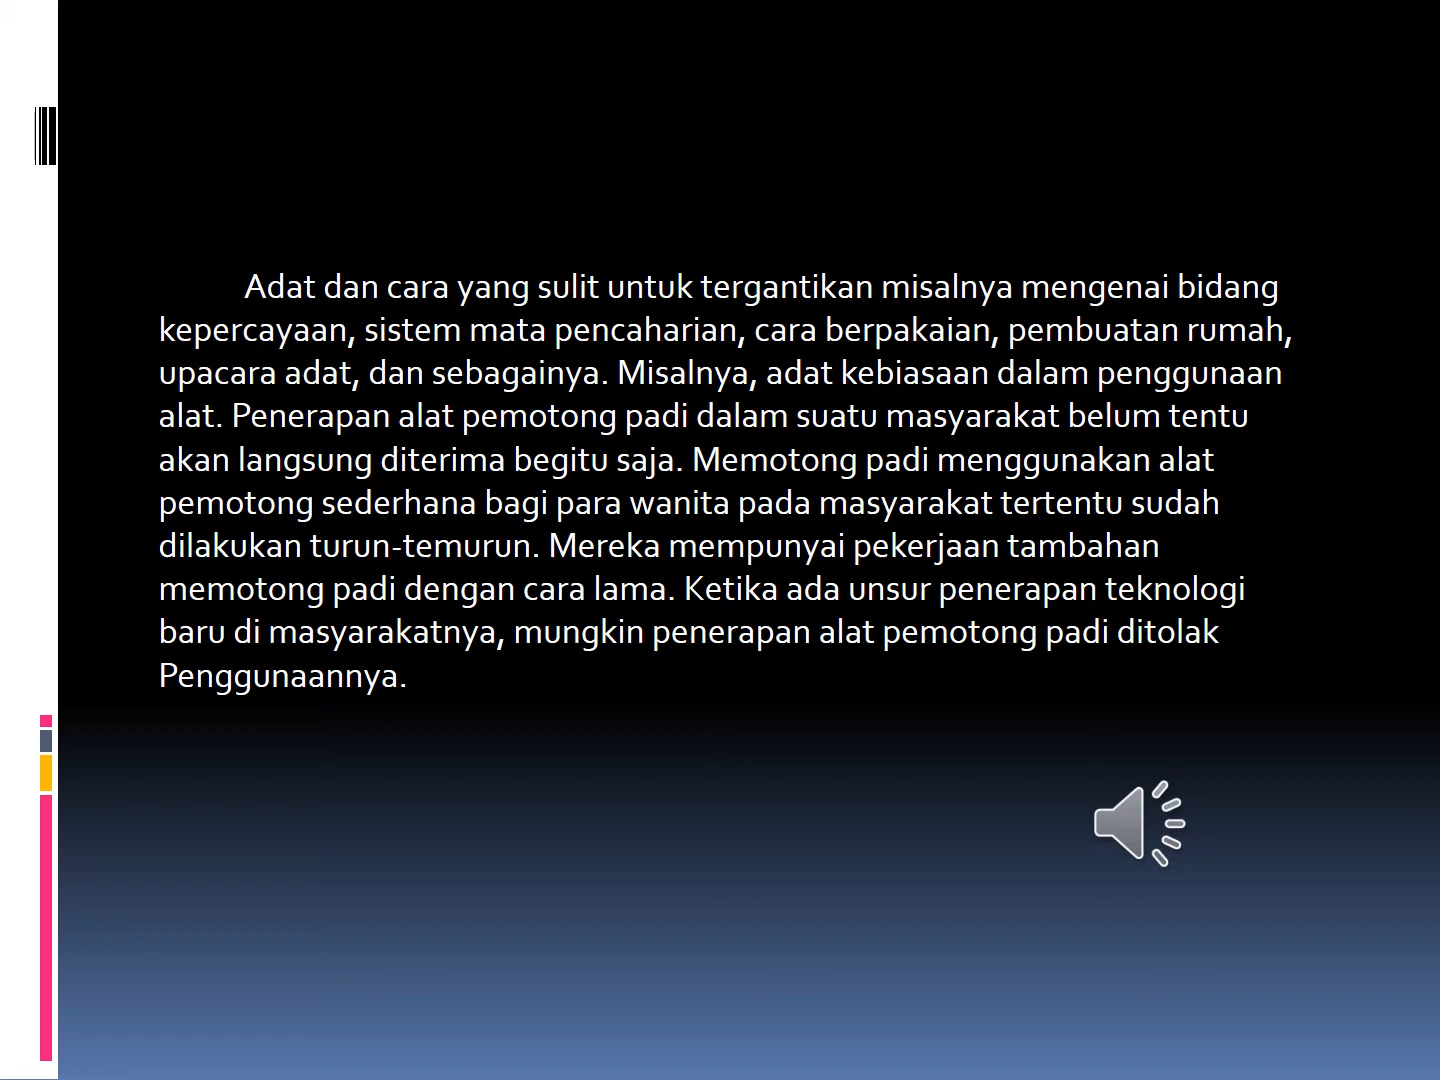 Adat dan cara yang sulit untuk tergantikan misalnya mengenai bidang
kepercayaan, sistem mata pencaharian, cara berpakaian, pembuatan rumah,
upacara adat, dan sebagainya. Misalnya, adat kebiasaan dalam penggunaan
alat. Penerapan alat pemotong padi dalam suatu masyarakat belum tentu
akan langsung diterima begitu saja. Memotong padi menggunakan alat
pemotong sederhana bagi para wanita pada masyarakat tertentu sudah
dilakukan turun-temurun. Mereka mempunyai pekerjaan tambahan
memotong padi dengan cara lama. Ketika ada unsur penerapan teknologi
baru di masyarakatnya, mungkin penerapan alat pemotong padi ditolak
Penggunaannya.